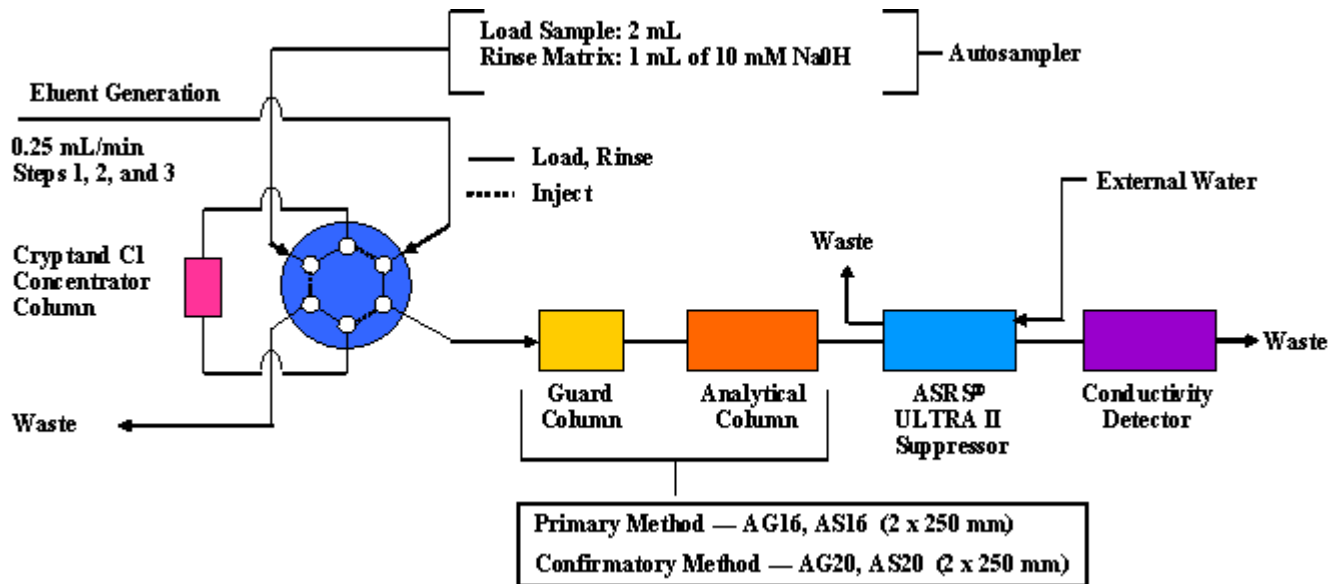 Load Sample: 2 mL
Rinse Matrix: 1 mL of 10 mM Na0H
Autosampler
Eluent Generation
0.25 mL/min
Steps 1, 2, and 3
Load, Rinse
Inject
External Water
Waste
Cryptand C1
Concentrator
Column
Waste
Guard
Column
Analytical
Column
ASRS®
ULTRA II
Suppressor
Conductivity
Detector
Waste
Primary Method — AG16, AS16 (2 x 250 mm)
Confirmatory Method — AG20, AS20 (2 x 250 mm)